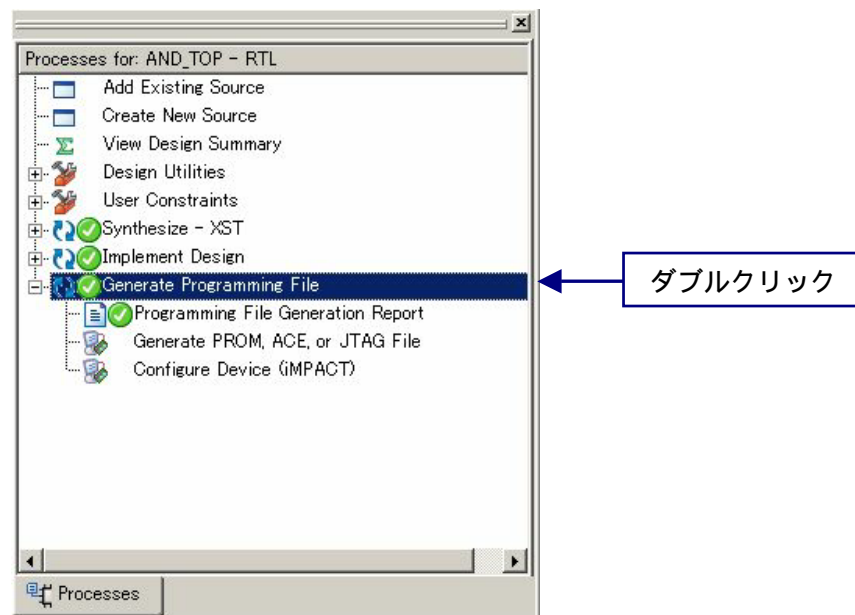 Processes for: AND_TOP - RTL
Add Existing Source
Create New Source
View Design Summary
Design Utilities
User Constraints
Synthesize - XST
Implement Design
Generate Programming File
ダブルクリック
Programming File Generation Report
Generate PROM, ACE, or JTAG File
Configure Device (iMPACT)
Processes